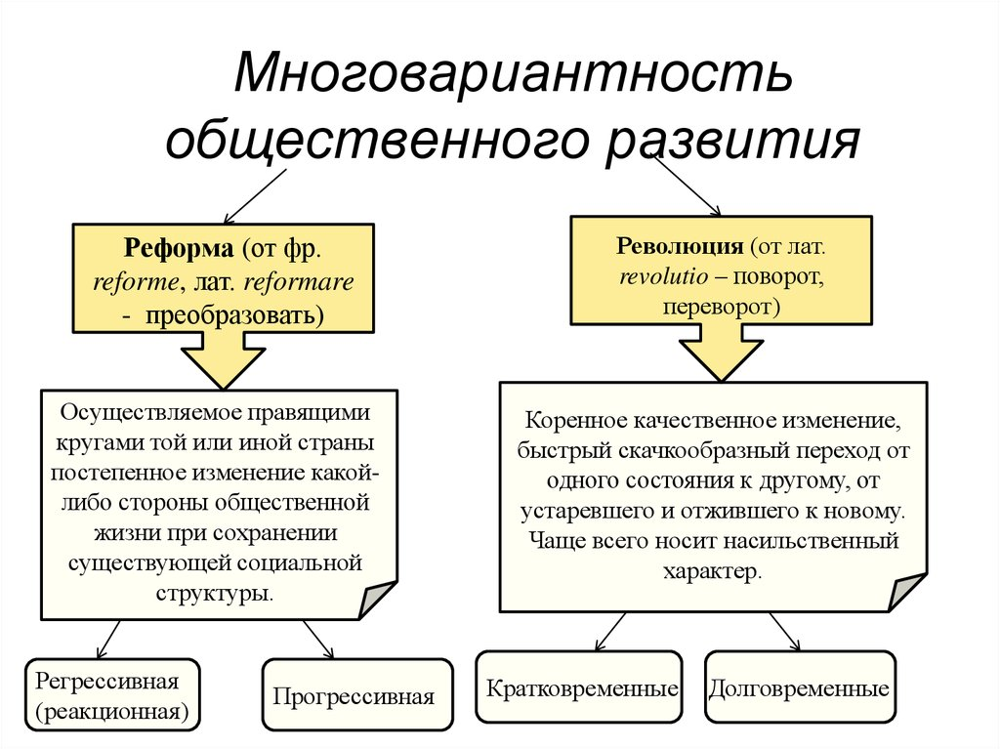 Многовариантность
общественного развития
Реформа (от фр.
reforme, лат. reformare
- преобразовать)
Революция (от лат.
revolutio – поворот,
переворот)
Осуществляемое правящими
кругами той или иной страны
постепенное изменение какой-
либо стороны общественной
жизни при сохранении
существующей социальной
структуры.
Коренное качественное изменение,
быстрый скачкообразный переход от
одного состояния к другому, от
устаревшего и отжившего к новому.
Чаще всего носит насильственный
характер.
Регрессивная
(реакционная)
Прогрессивная
Кратковременные
Долговременные